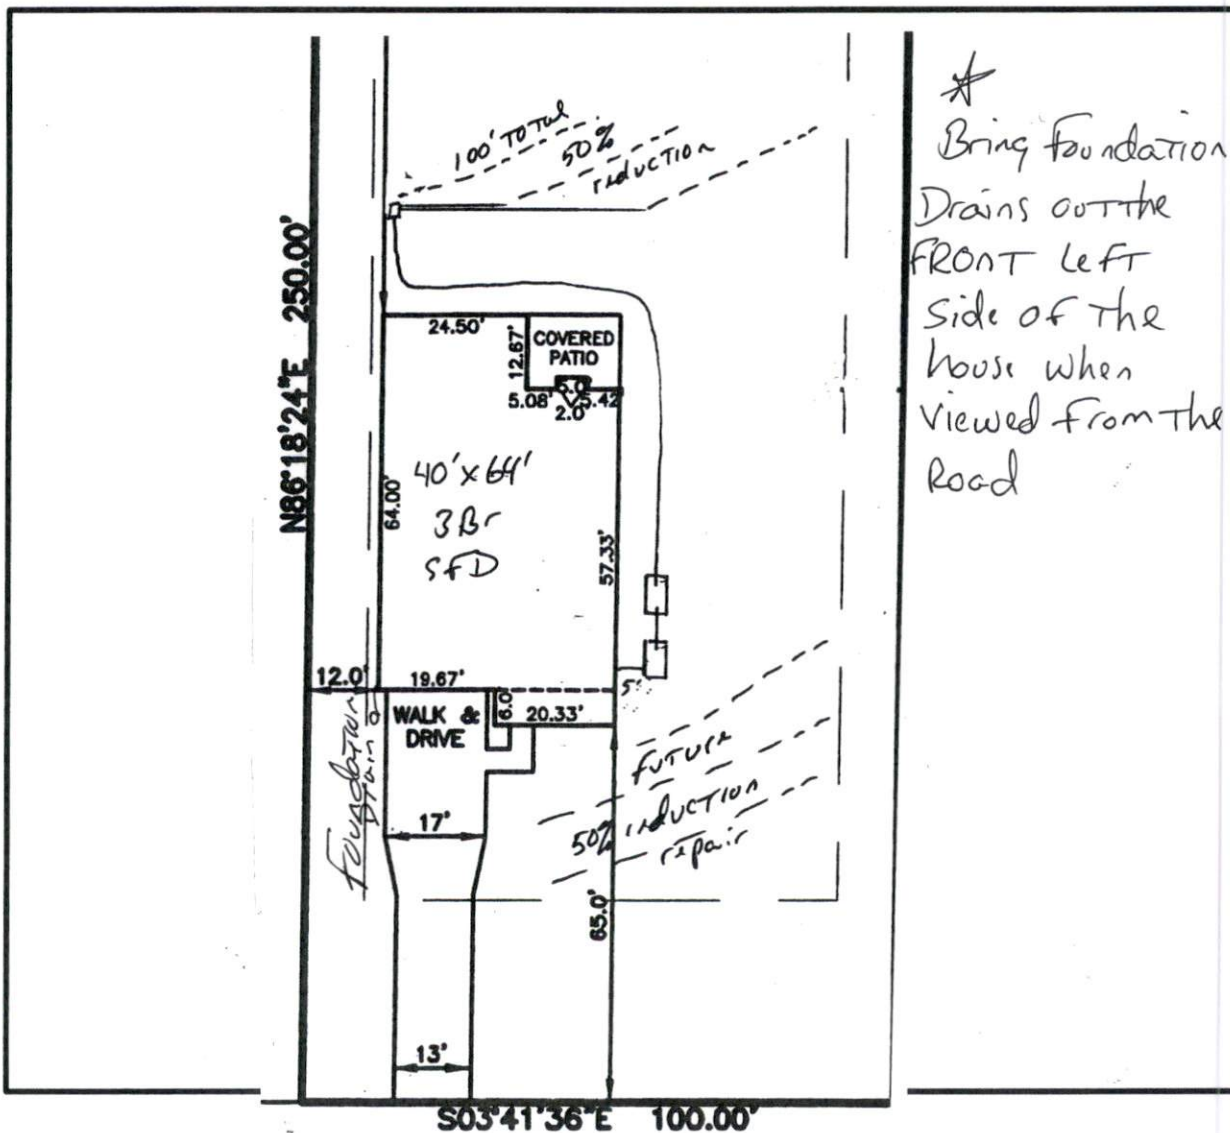 100' TOTAL
50%
reduction
*
Bring Foundation
Drains out the
FRONT Left
Side of The
house when
viewed from The
Road
N86°18'24"E 250.00'
24.50'
12.67'
COVERED
PATIO
5.0'
5.08'
5.42'
2.0'
40' x 64'
3 Br
SFD
64.00'
57.33'
12.0'
19.67'
5'
WALK &
DRIVE
6.0'
20.33'
Foundation
Drain
17'
FUTURE
50% reduction
repair
65.0'
13'
S03°41'36"E 100.00'